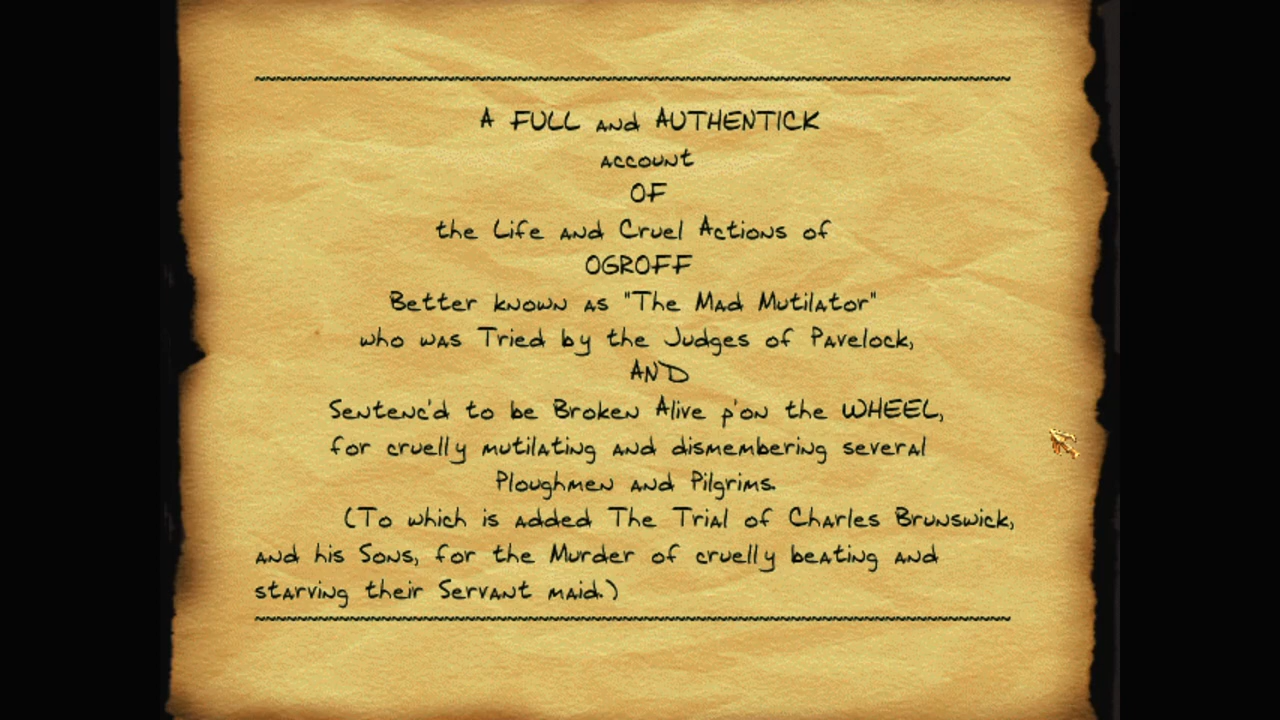 A FULL and AUTHENTICK
account
OF
the Life and Cruel Actions of
OGROFF
Better known as "The Mad Mutilator"
who was Tried by the Judges of Pavelock,
AND
Sentenc'd to be Broken Alive p'on the WHEEL,
for cruelly mutilating and dismembering several
Ploughmen and Pilgrims.
(To which is added The Trial of Charles Brunswick,
and his Sons, for the Murder of cruelly beating and
starving their Servant maid.)